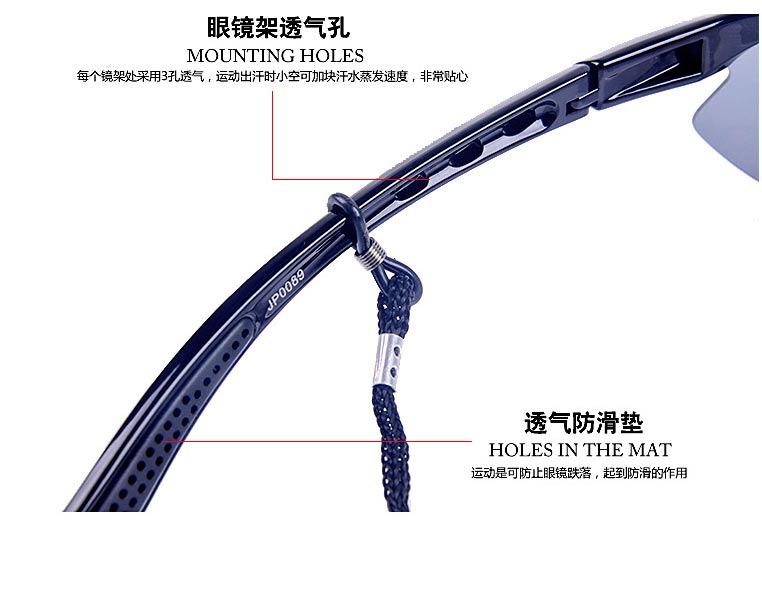 眼镜架透气孔
MOUNTING HOLES
每个镜架处采用3孔透气，运动出汗时小空可加块汗水蒸发速度，非常贴心
JP0089
透气防滑垫
HOLES IN THE MAT
运动是可防止眼镜跌落，起到防滑的作用